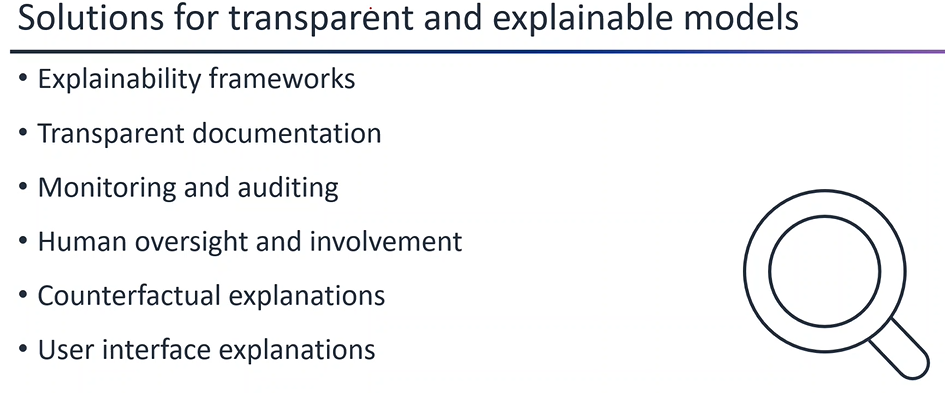 Solutions for transparent and explainable models
• Explainability frameworks
• Transparent documentation
• Monitoring and auditing
• Human oversight and involvement
• Counterfactual explanations
• User interface explanations